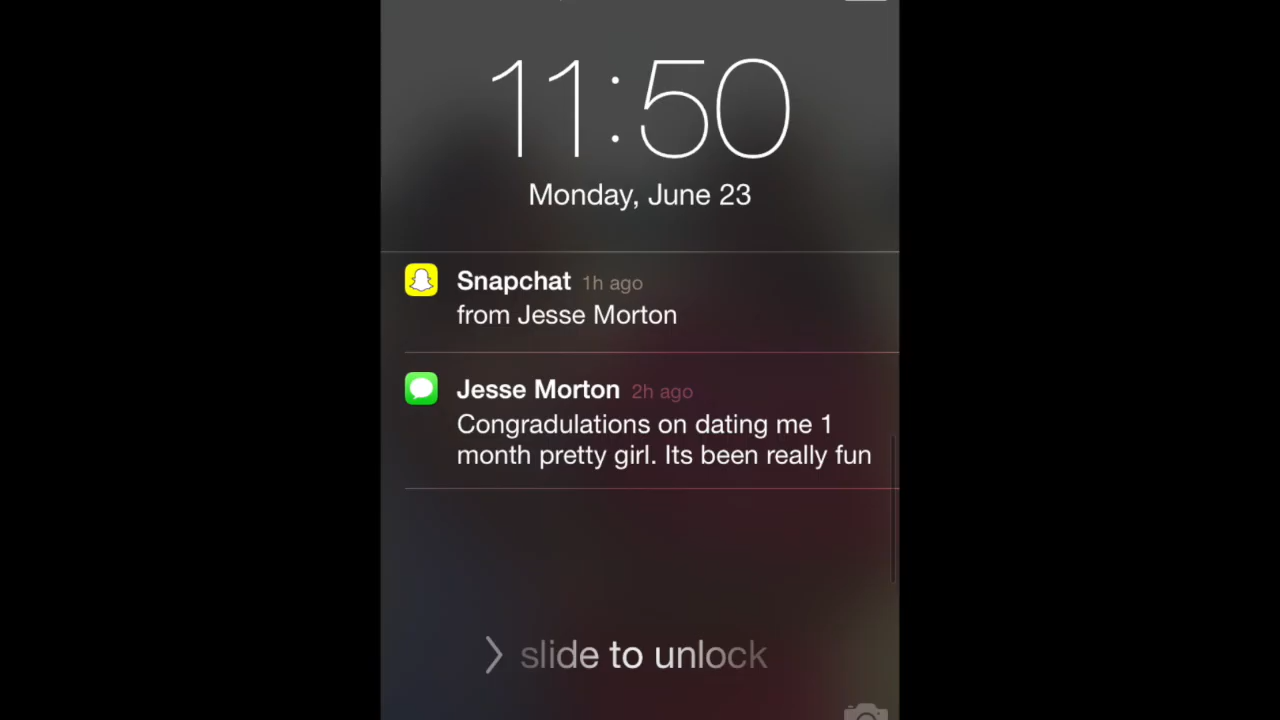 11:50
Monday, June 23
Snapchat 1h ago
from Jesse Morton
Jesse Morton 2h ago
Congradulations on dating me 1
month pretty girl. Its been really fun
slide to unlock